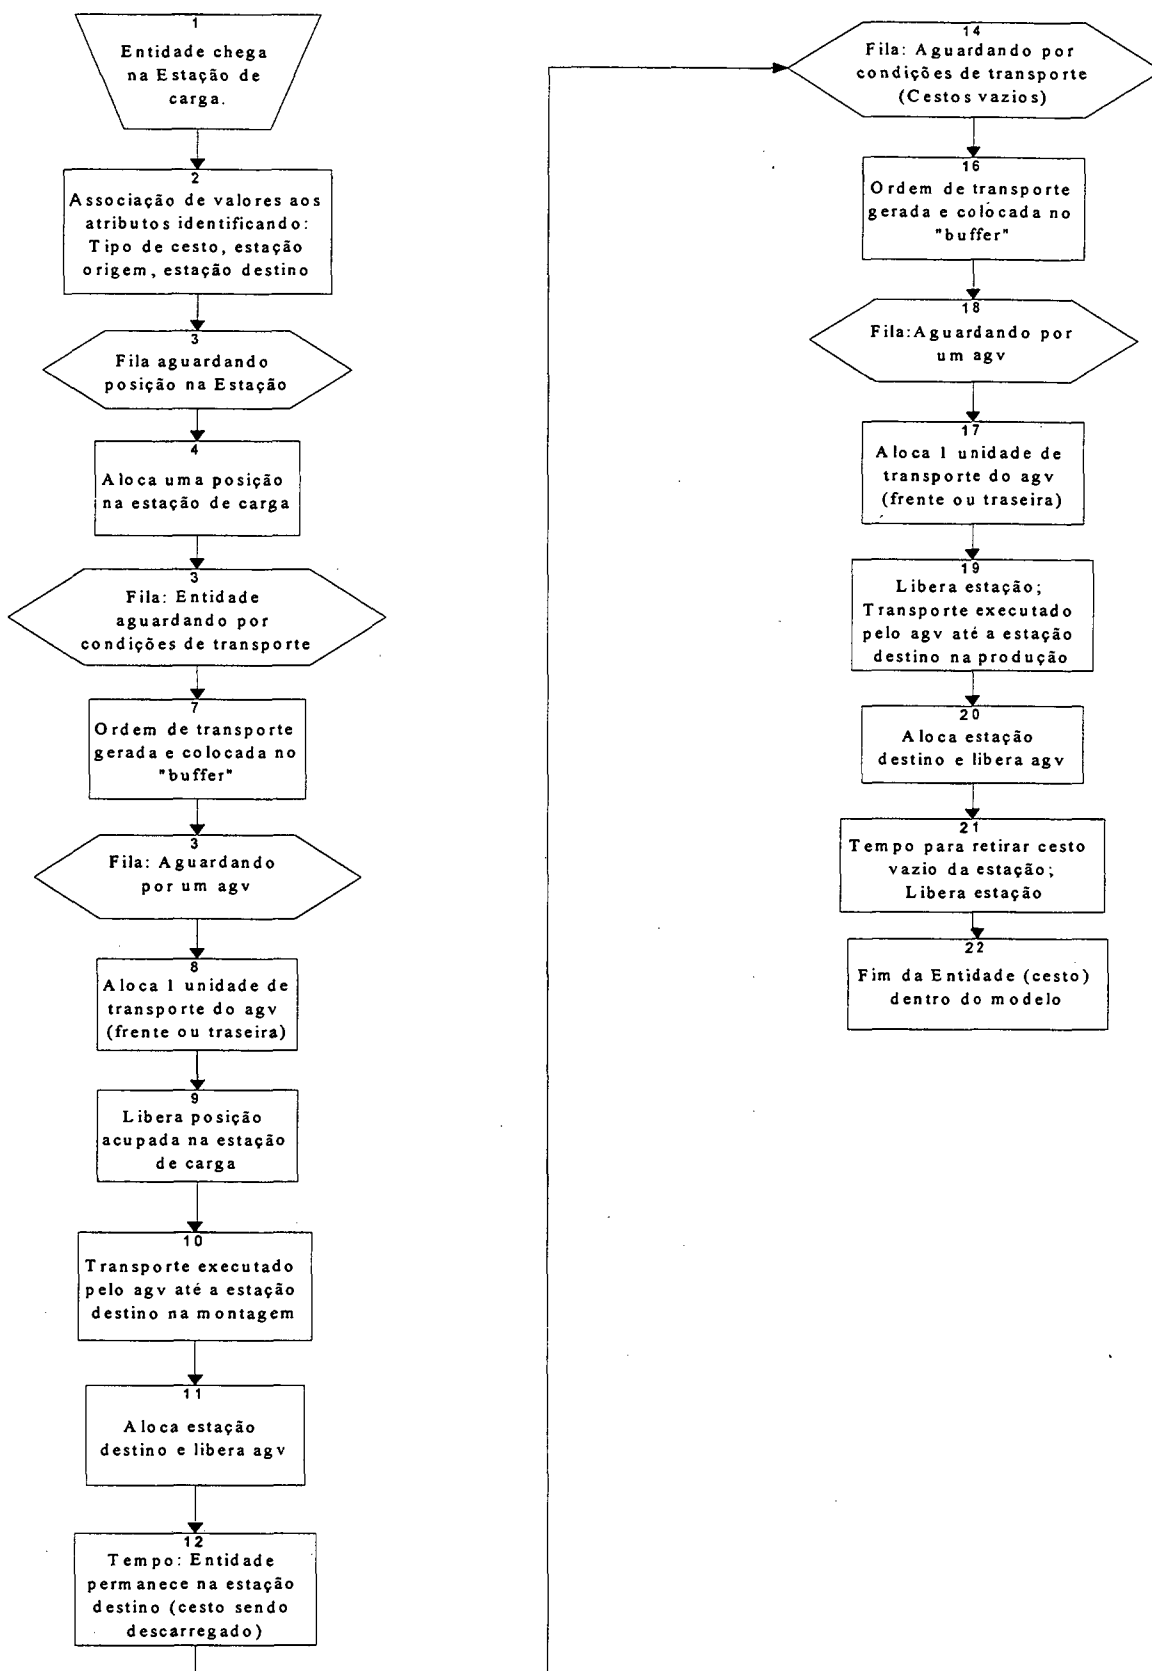 1
Entidade chega
na Estação de
carga.
2
Associação de valores aos
atributos identificando:
Tipo de cesto, estação
origem, estação destino
3
Fila aguardando
posição na Estação
4
Aloca uma posição
na estação de carga
3
Fila: Entidade
aguardando por
condições de transporte
7
Ordem de transporte
gerada e colocada no
"buffer"
3
Fila: Aguardando
por um agv
8
Aloca 1 unidade de
transporte do agv
(frente ou traseira)
9
Libera posição
acupada na estação
de carga
10
Transporte executado
pelo agv até a estação
destino na montagem
11
Aloca estação
destino e libera agv
12
Tempo: Entidade
permanece na estação
destino (cesto sendo
descarregado)
14
Fila: Aguardando por
condições de transporte
(Cestos vazios)
16
Ordem de transporte
gerada e colocada no
"buffer"
18
Fila:Aguardando por
um agv
17
Aloca 1 unidade de
transporte do agv
(frente ou traseira)
19
Libera estação;
Transporte executado
pelo agv até a estação
destino na produção
20
Aloca estação
destino e libera agv
21
Tempo para retirar cesto
vazio da estação;
Libera estação
22
Fim da Entidade (cesto)
dentro do modelo